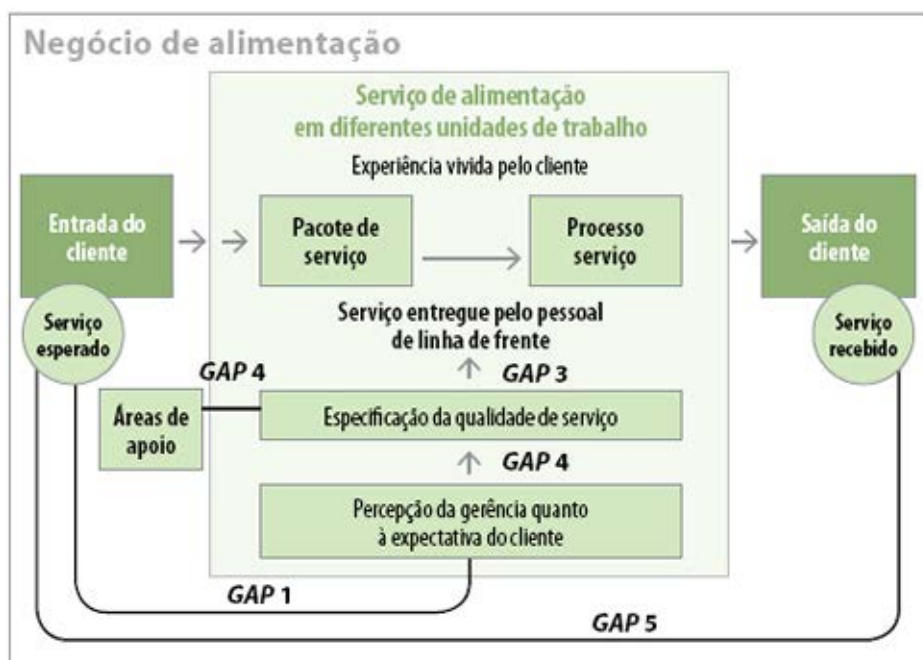 Negócio de alimentação
Serviço de alimentação
em diferentes unidades de trabalho
Experiência vivida pelo cliente
Entrada do
cliente
Pacote de
serviço
Processo
serviço
Saída do
cliente
Serviço
esperado
Serviço entregue pelo pessoal
de linha de frente
Serviço
recebido
GAP 4
GAP 3
Áreas de
apoio
Especificação da qualidade de serviço
GAP 4
Percepção da gerência quanto
à expectativa do cliente
GAP 1
GAP 5